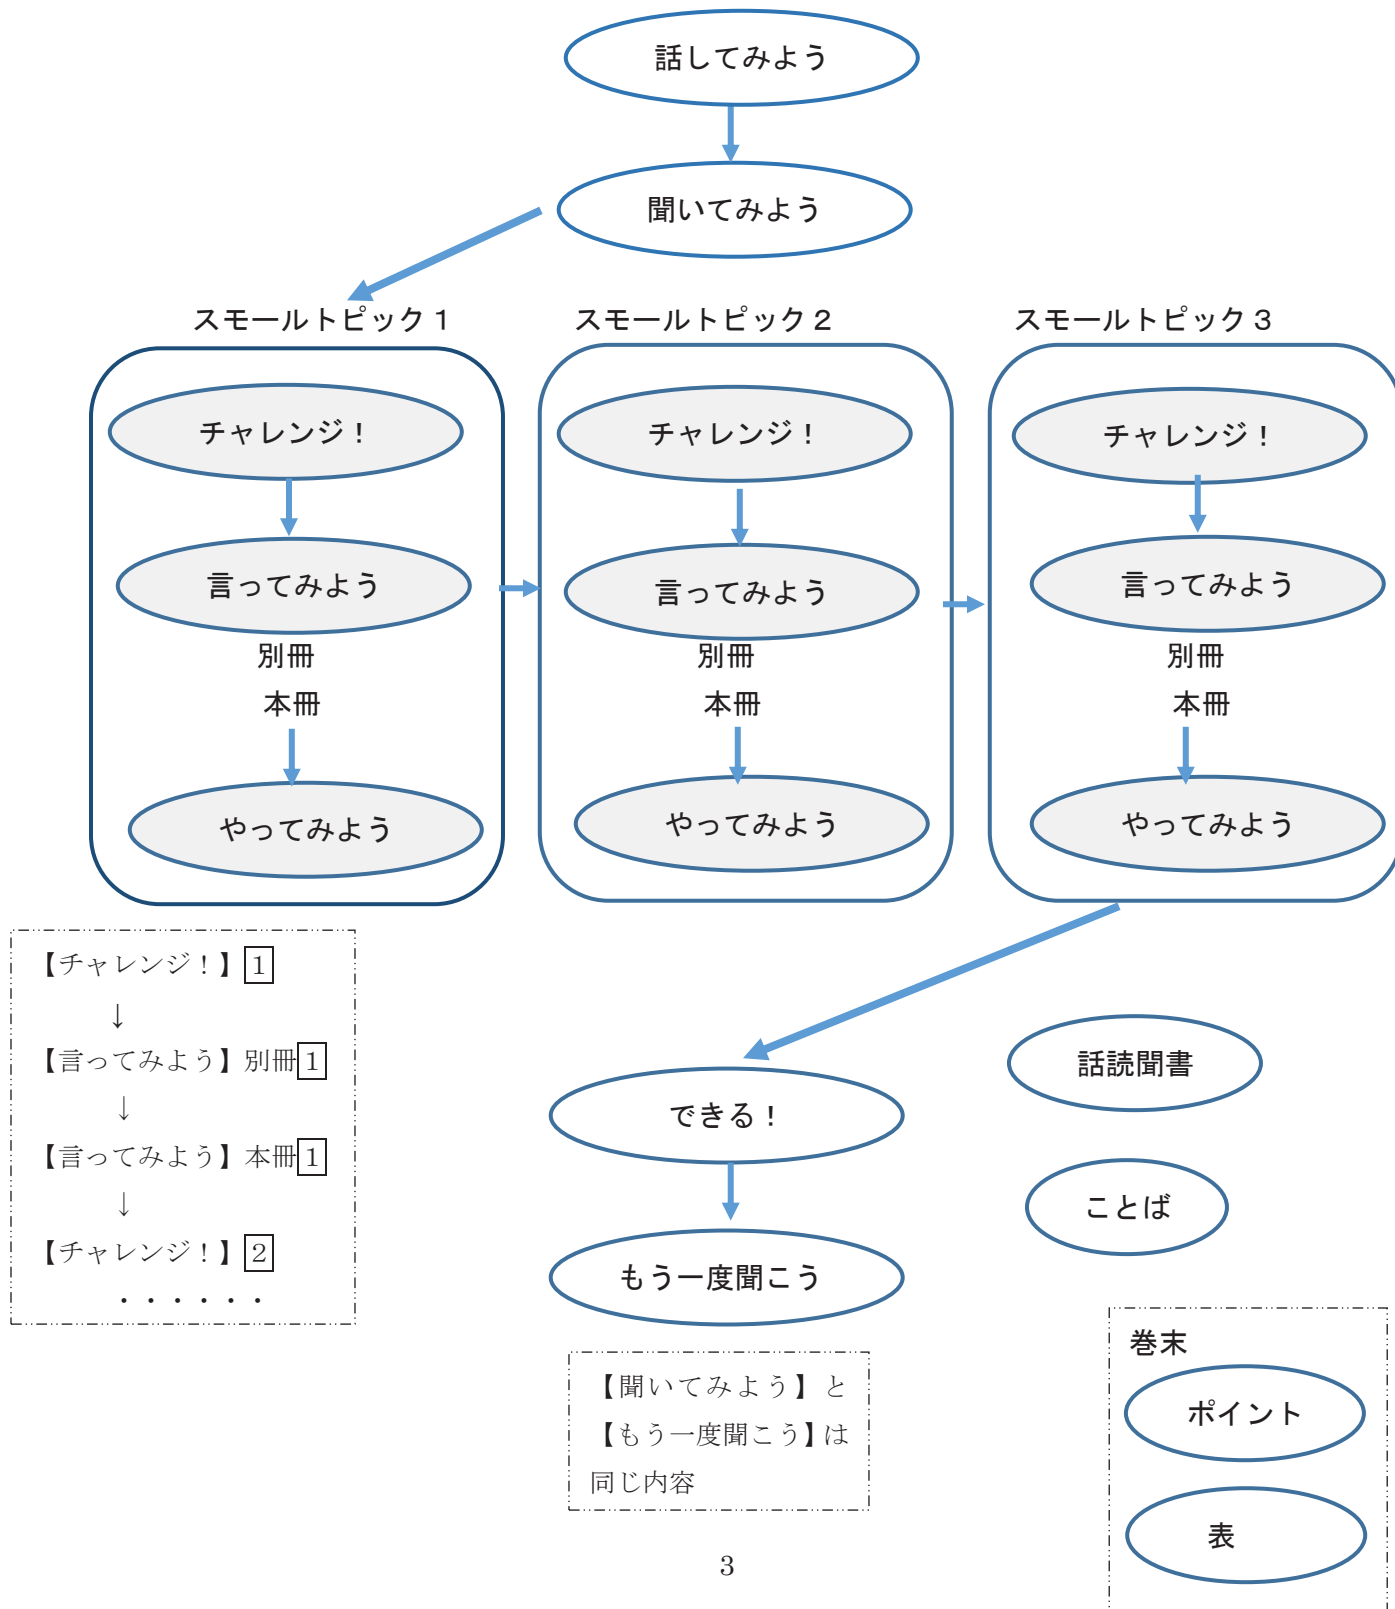 話してみよう
聞いてみよう
スモールトピック1
スモールトピック2
スモールトピック3
チャレンジ！
言ってみよう
別冊
本冊
やってみよう
チャレンジ！
言ってみよう
別冊
本冊
やってみよう
チャレンジ！
言ってみよう
別冊
本冊
やってみよう
【チャレンジ！】1
↓
【言ってみよう】別冊1
↓
【言ってみよう】本冊1
↓
【チャレンジ！】2
・・・・・・
できる！
もう一度聞こう
【聞いてみよう】と
【もう一度聞こう】は
同じ内容
話読聞書
ことば
巻末
ポイント
表
3